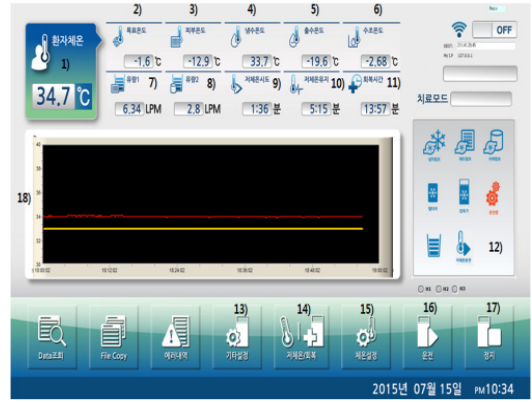 2) 3) 4) 5) 6)
환자체온
1)
34.7 ℃
목표온도 피부온도 냉수온도 출수온도 수조온도
-1.6 ℃ -12.9 ℃ 33.7 ℃ -19.6 ℃ -2.68 ℃
유량1 7) 유량2 8) 저체온시도 9) 저체온유지 10) 회복시간 11)
6.34 LPM 2.8 LPM 1:36 분 5:15 분 13:57 분
OFF
치료모드
18)
12)
13) 14) 15) 16) 17)
Data조회 File Copy 에러내역 기타설정 저체온/회복 체온설정 운전 정지
2015년 07월 15일 PM10:34